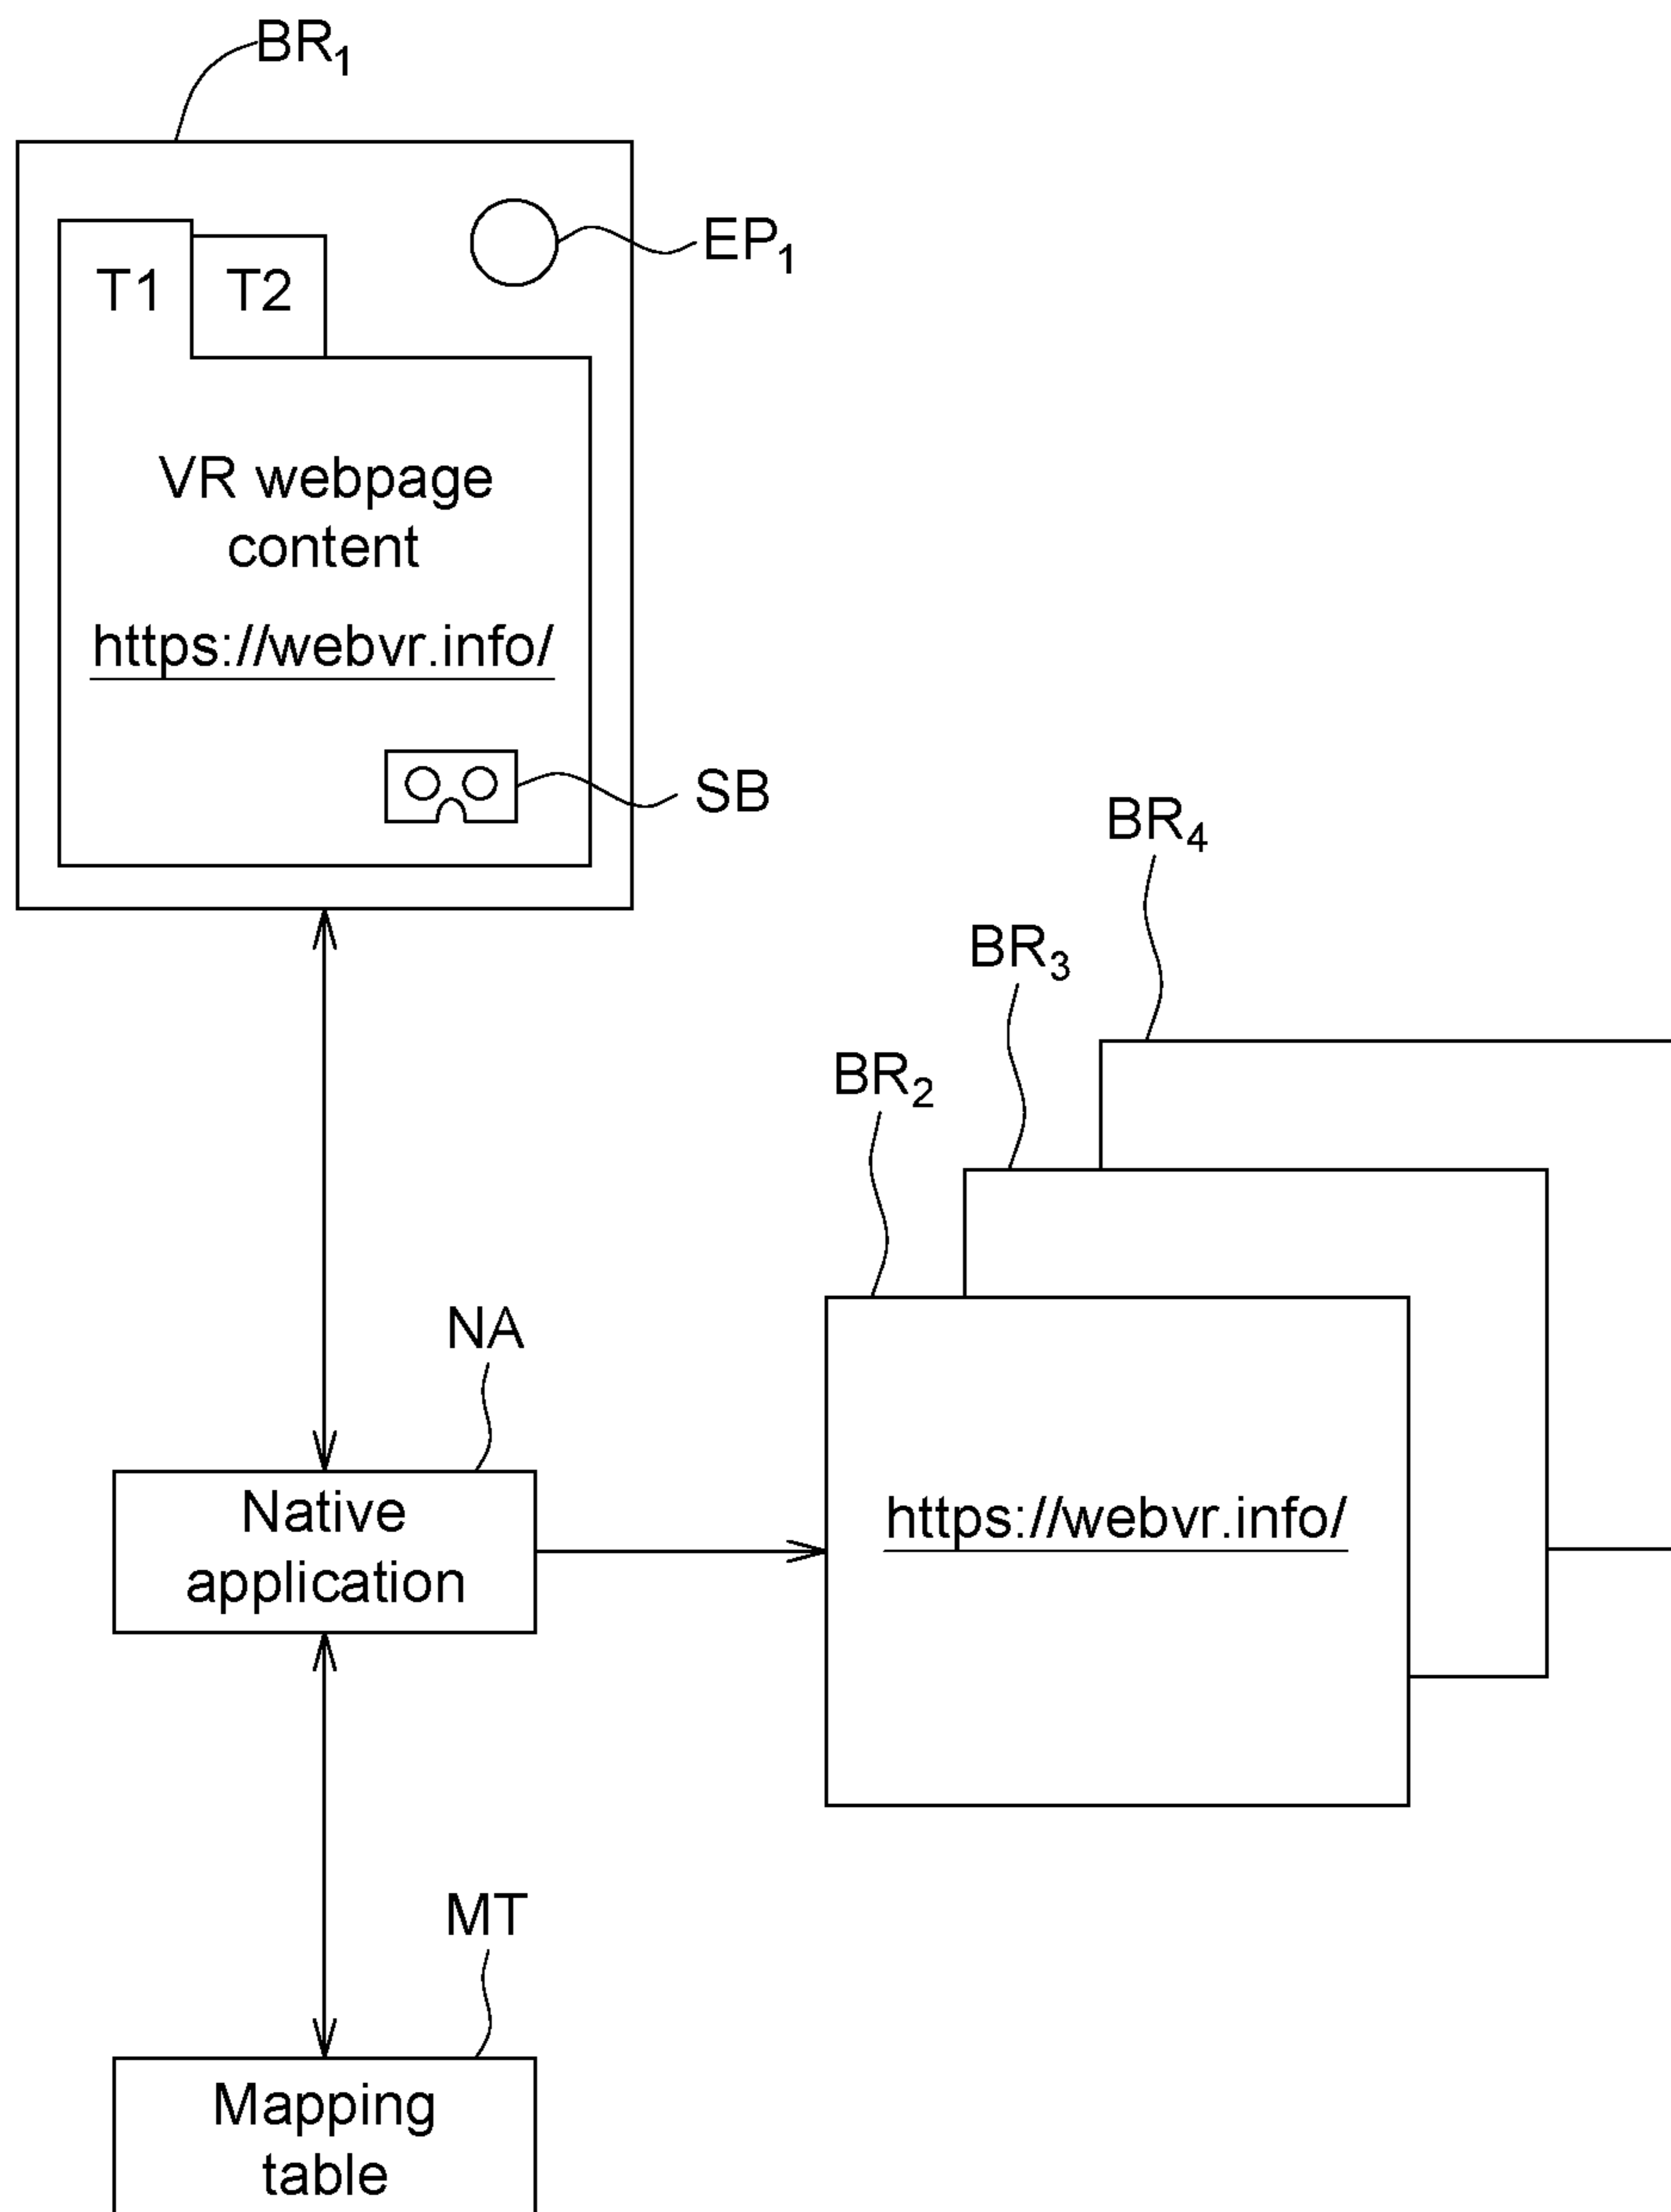 BR₁
EP₁
T1 T2
VR webpage
content
https://webvr.info/
SB
BR₄
BR₃
BR₂
NA
Native
application
https://webvr.info/
MT
Mapping
table